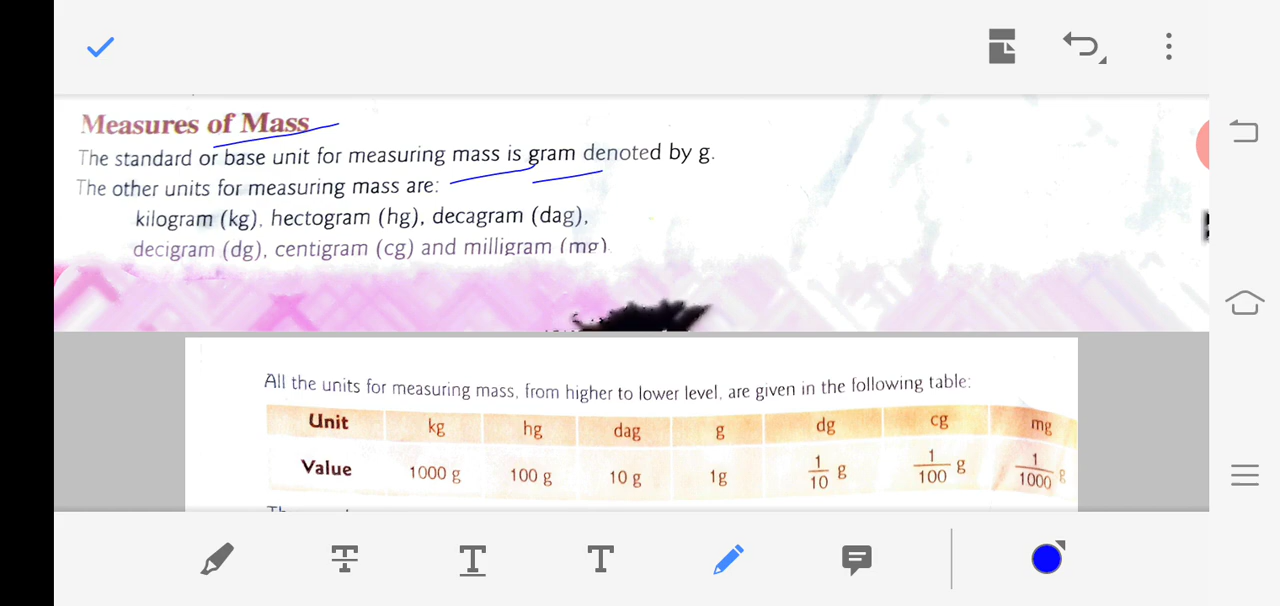 Measures of Mass
The standard or base unit for measuring mass is gram denoted by g.
The other units for measuring mass are:
kilogram (kg), hectogram (hg), decagram (dag),
decigram (dg), centigram (cg) and milligram (mg)
All the units for measuring mass, from higher to lower level, are given in the following table:
Unit kg hg dag g dg cg mg
Value 1000 g 100 g 10 g 1g 1/10 g 1/100 g 1/1000 g
T T T